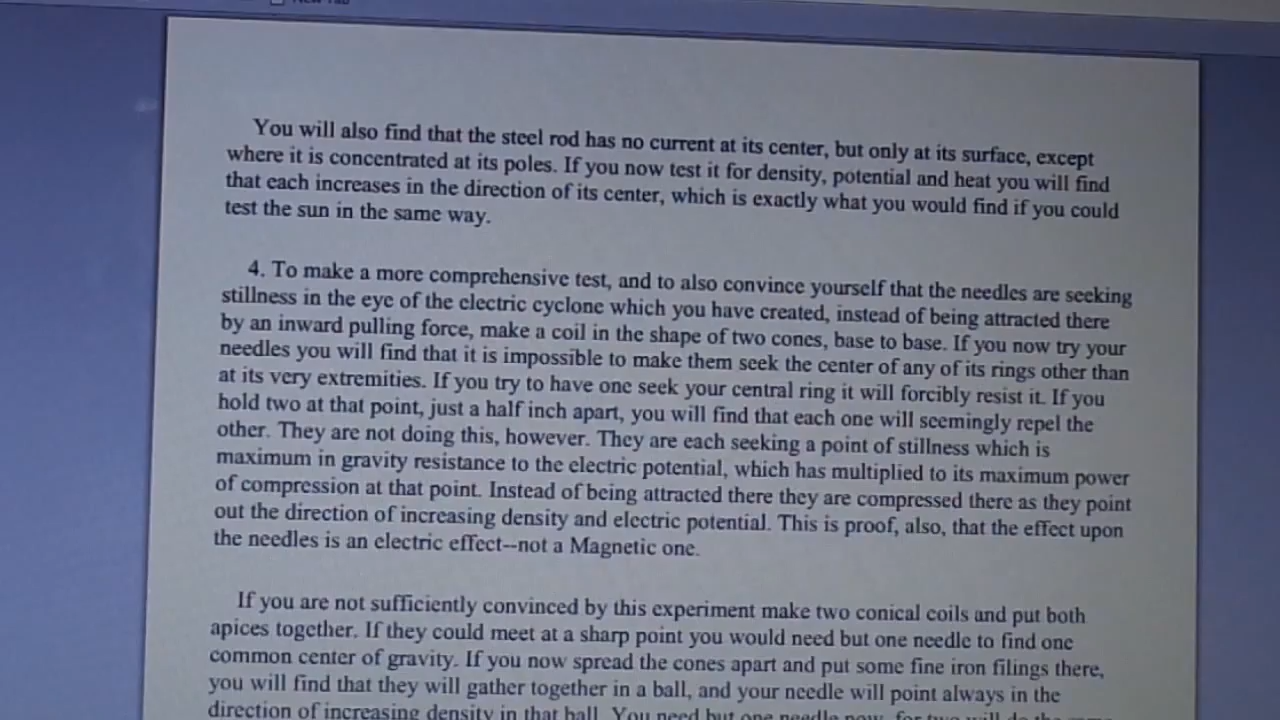 New Tab
You will also find that the steel rod has no current at its center, but only at its surface, except
where it is concentrated at its poles. If you now test it for density, potential and heat you will find
that each increases in the direction of its center, which is exactly what you would find if you could
test the sun in the same way.
4. To make a more comprehensive test, and to also convince yourself that the needles are seeking
stillness in the eye of the electric cyclone which you have created, instead of being attracted there
by an inward pulling force, make a coil in the shape of two cones, base to base. If you now try your
needles you will find that it is impossible to make them seek the center of any of its rings other than
at its very extremities. If you try to have one seek your central ring it will forcibly resist it. If you
hold two at that point, just a half inch apart, you will find that each one will seemingly repel the
other. They are not doing this, however. They are each seeking a point of stillness which is
maximum in gravity resistance to the electric potential, which has multiplied to its maximum power
of compression at that point. Instead of being attracted there they are compressed there as they point
out the direction of increasing density and electric potential. This is proof, also, that the effect upon
the needles is an electric effect--not a Magnetic one.
If you are not sufficiently convinced by this experiment make two conical coils and put both
apices together. If they could meet at a sharp point you would need but one needle to find one
common center of gravity. If you now spread the cones apart and put some fine iron filings there,
you will find that they will gather together in a ball, and your needle will point always in the
direction of increasing density in that ball. You need but one needle now, for two will do the same